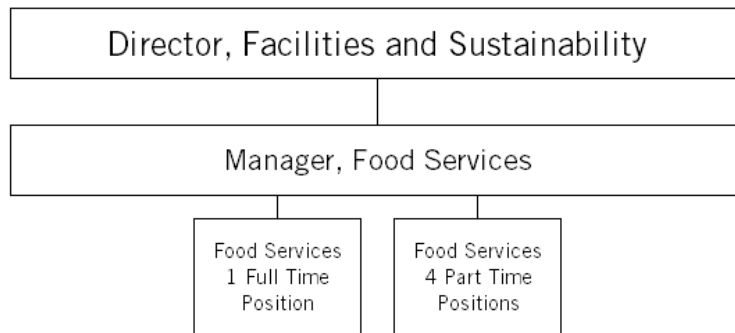 Director, Facilities and Sustainability
Manager, Food Services
Food Services
1 Full Time
Position
Food Services
4 Part Time
Positions